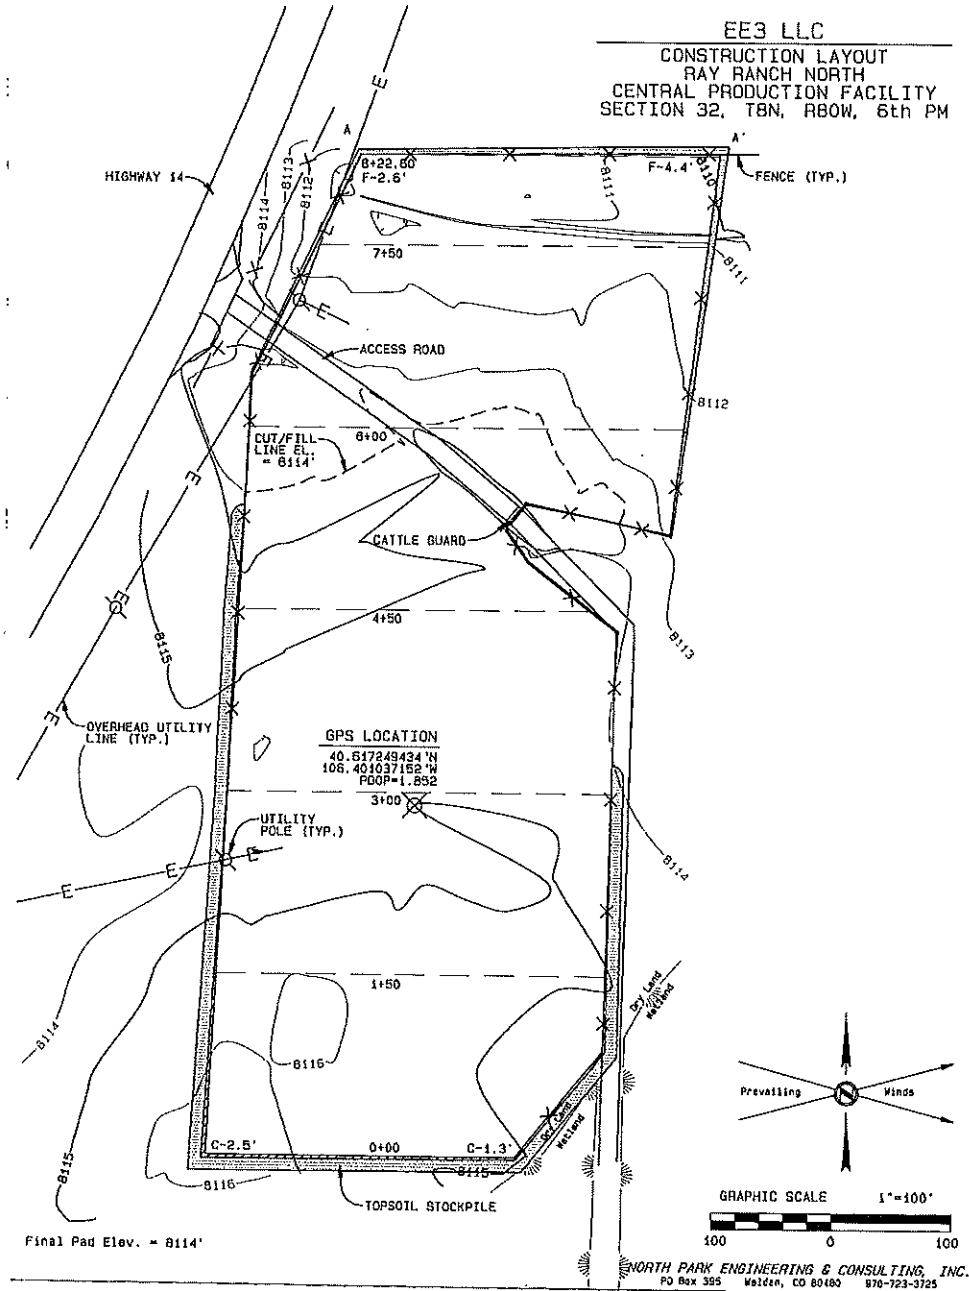 EE3 LLC
CONSTRUCTION LAYOUT
RAY RANCH NORTH
CENTRAL PRODUCTION FACILITY
SECTION 32, T8N, R80W, 6th PM
A
A'
E
8+22.60
F-2.6'
F-4.4'
8110
FENCE (TYP.)
HIGHWAY 14
8113
8112
8114
8111
E
7+50
8111
E
ACCESS ROAD
E
8112
6+00
CUT/FILL
LINE EL.
= 8114'
E
CATTLE GUARD
E
4+50
8115
8113
E
OVERHEAD UTILITY
LINE (TYP.)
GPS LOCATION
40.617249434°N
106.401037152°W
PDOP=1.852
3+00
UTILITY
POLE (TYP.)
E
E
E
8114
1+50
Dry Land
Wetland
8114
8116
Prevailing
Winds
Dry Land
Wetland
C-2.5'
0+00
C-1.3'
8115
8115
8116
TOPSOIL STOCKPILE
GRAPHIC SCALE
1"=100'
100
0
100
Final Pad Elev. = 8114'
NORTH PARK ENGINEERING & CONSULTING, INC.
PO Box 395 Walden, CO 80480 970-723-3725